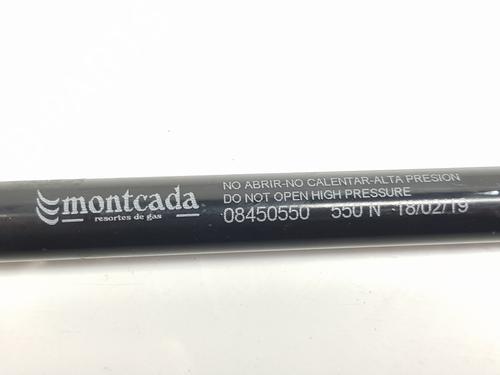 montcada
resortes de gas
NO ABRIR-NO CALENTAR-ALTA PRESION
DO NOT OPEN HIGH PRESSURE
08450550 550 N 18/02/19